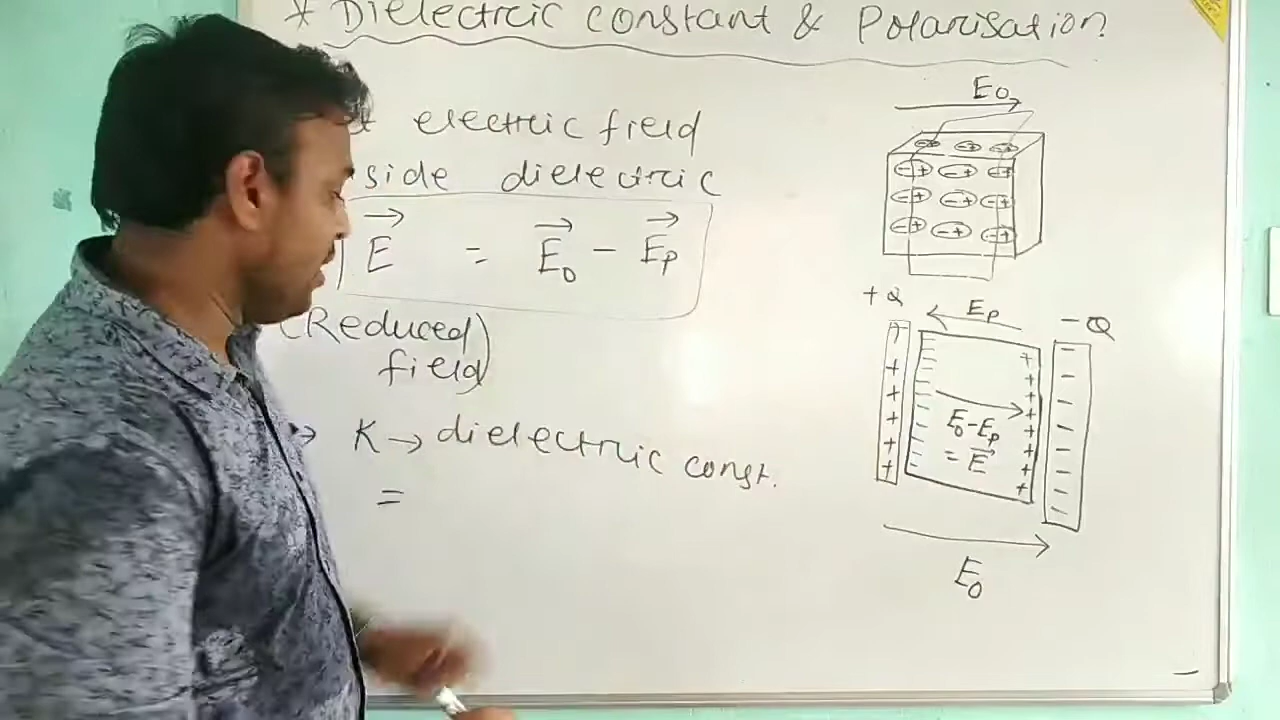 * Dielectric constant & Polarisation
electric field
side dielectric
E = E0 - Ep
(Reduced
field)
K → dielectric const.
=
E0
- + - + - +
- + - + - +
- + - + - +
- + - + - +
+Q Ep -Q
E0-Ep
= E
E0